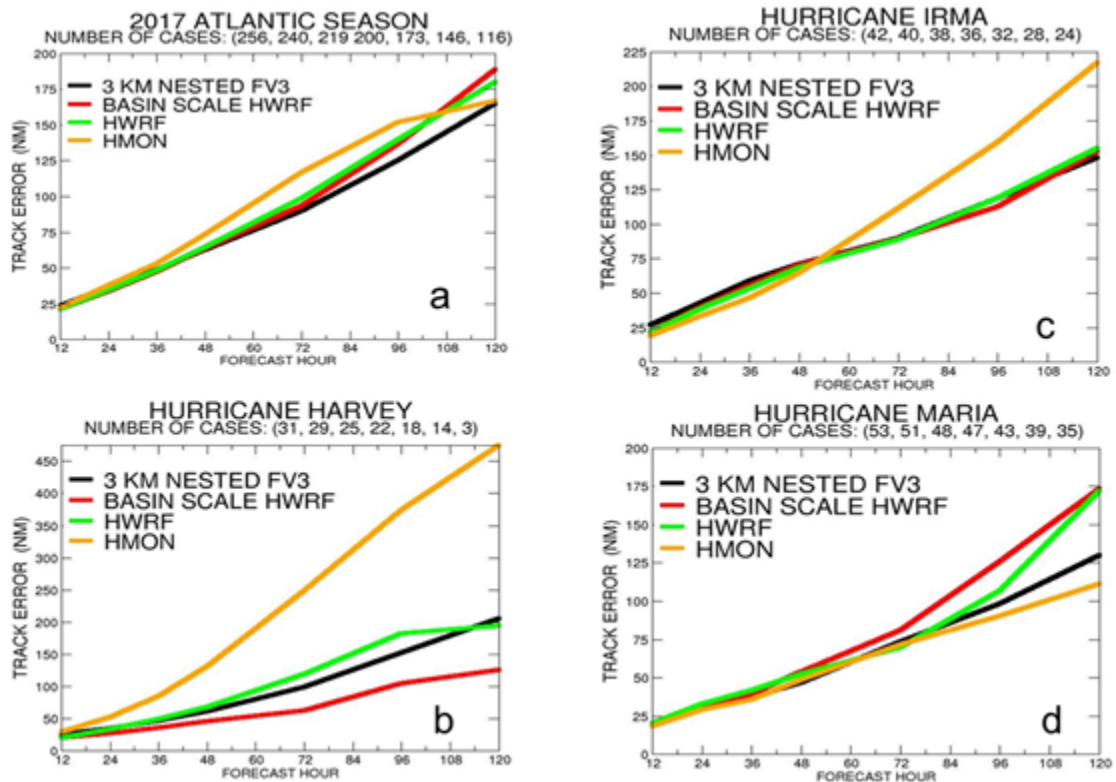 2017 ATLANTIC SEASON
NUMBER OF CASES: (256, 240, 219 200, 173, 146, 116)
200
175
150
125
100
75
50
25
0
TRACK ERROR (NM)
3 KM NESTED FV3
BASIN SCALE HWRF
HWRF
HMON
a
12 24 36 48 60 72 84 96 108 120
FORECAST HOUR
HURRICANE IRMA
NUMBER OF CASES: (42, 40, 38, 36, 32, 28, 24)
225
200
175
150
125
100
75
50
25
0
TRACK ERROR (NM)
3 KM NESTED FV3
BASIN SCALE HWRF
HWRF
HMON
c
12 24 36 48 60 72 84 96 108 120
FORECAST HOUR
HURRICANE HARVEY
NUMBER OF CASES: (31, 29, 25, 22, 18, 14, 3)
450
400
350
300
250
200
150
100
50
0
TRACK ERROR (NM)
3 KM NESTED FV3
BASIN SCALE HWRF
HWRF
HMON
b
12 24 36 48 60 72 84 96 108 120
FORECAST HOUR
HURRICANE MARIA
NUMBER OF CASES: (53, 51, 48, 47, 43, 39, 35)
200
175
150
125
100
75
50
25
0
TRACK ERROR (NM)
3 KM NESTED FV3
BASIN SCALE HWRF
HWRF
HMON
d
12 24 36 48 60 72 84 96 108 120
FORECAST HOUR